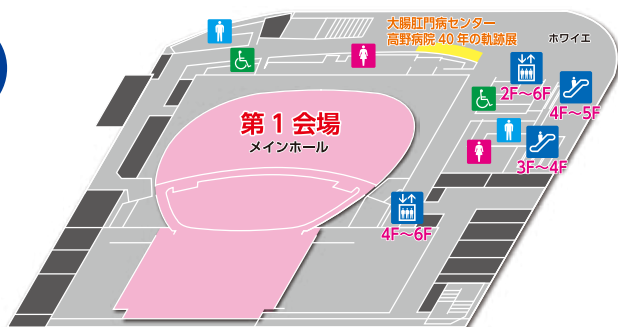 大腸肛門病センター
高野病院 40 年の軌跡展
ホワイエ
2F～6F
4F～5F
第 1 会場
メインホール
3F～4F
4F～6F